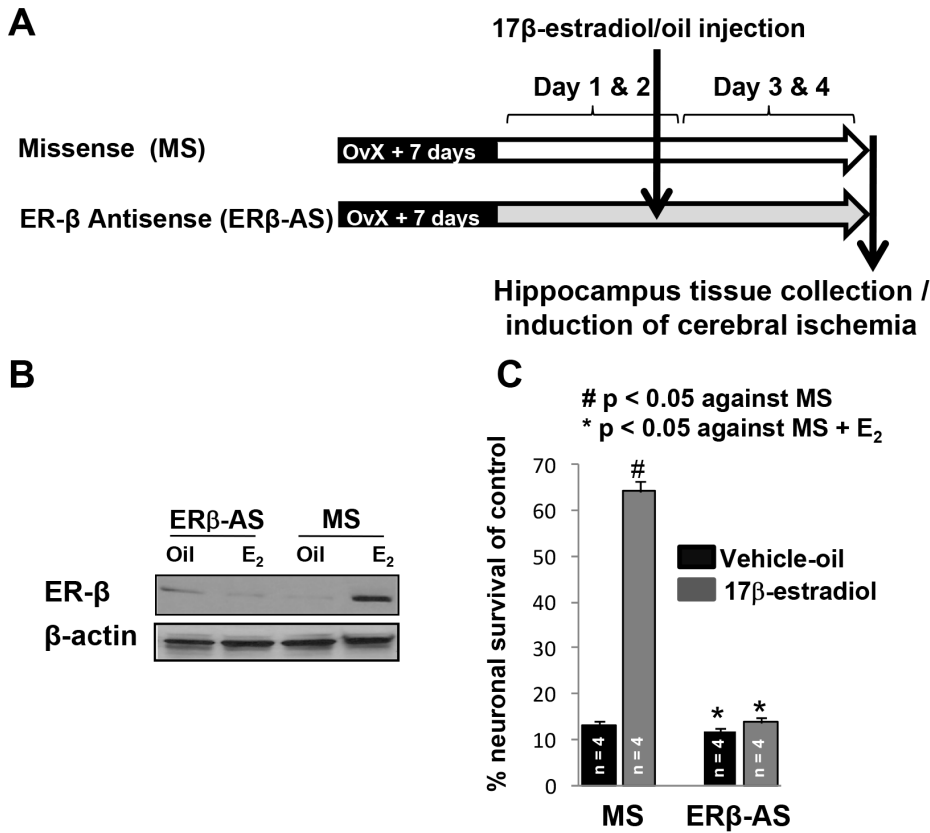 A
17β-estradiol/oil injection
Day 1 & 2
Day 3 & 4
Missense (MS)
OvX + 7 days
ER-β Antisense (ERβ-AS)
OvX + 7 days
Hippocampus tissue collection /
induction of cerebral ischemia
B
ERβ-AS
MS
Oil
E₂
Oil
E₂
ER-β
β-actin
C
# p < 0.05 against MS
* p < 0.05 against MS + E₂
% neuronal survival of control
70
60
50
40
30
20
10
0
#
*
*
n = 4
n = 4
n = 4
n = 4
Vehicle-oil
17β-estradiol
MS
ERβ-AS